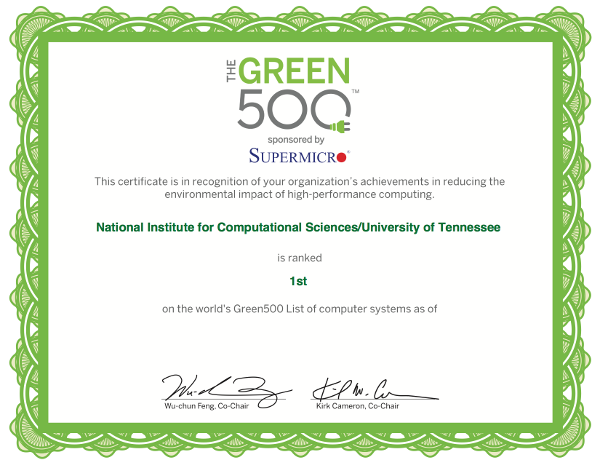 THE GREEN
500™
sponsored by
SUPERMICRO®
This certificate is in recognition of your organization's achievements in reducing the
environmental impact of high-performance computing.
National Institute for Computational Sciences/University of Tennessee
is ranked
1st
on the world's Green500 List of computer systems as of
Wu-chun Feng, Co-Chair
Kirk Cameron, Co-Chair